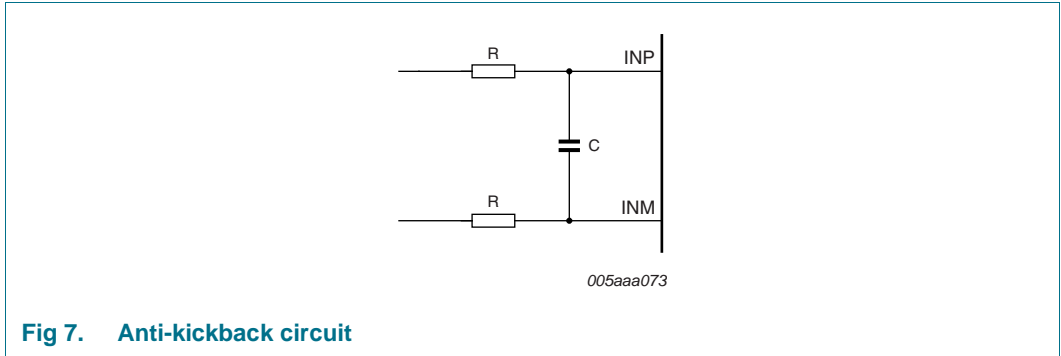 R
INP
C
R
INM
005aaa073
Fig 7. Anti-kickback circuit